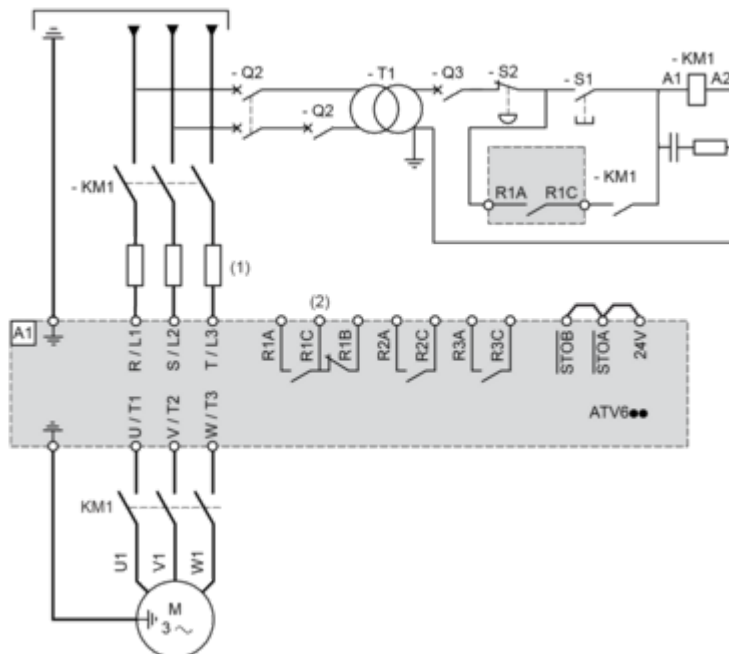 - Q2
- T1
- Q3
- S2
- S1
- KM1
A1
A2
- Q2
- KM1
R1A
R1C
- KM1
(1)
(2)
A1
R / L1
S / L2
T / L3
R1A
R1C
R1B
R2A
R2C
R3A
R3C
STOB
STOA
24V
ATV6●●
U / T1
V / T2
W / T3
KM1
U1
V1
W1
M
3 ~